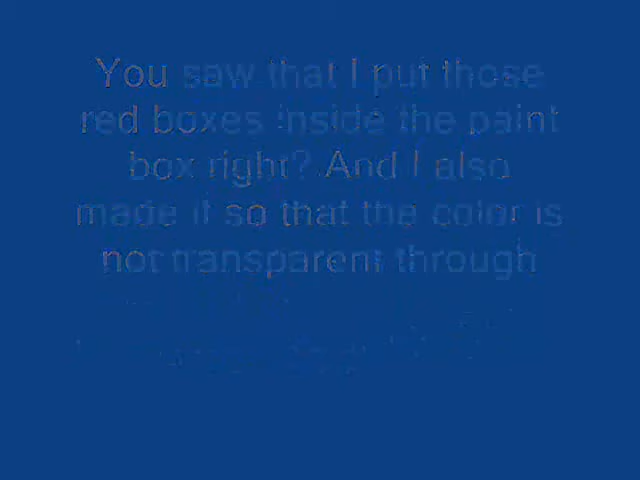 You saw that I put those
red boxes inside the paint
box right? And I also
made it so that the color is
not transparent through